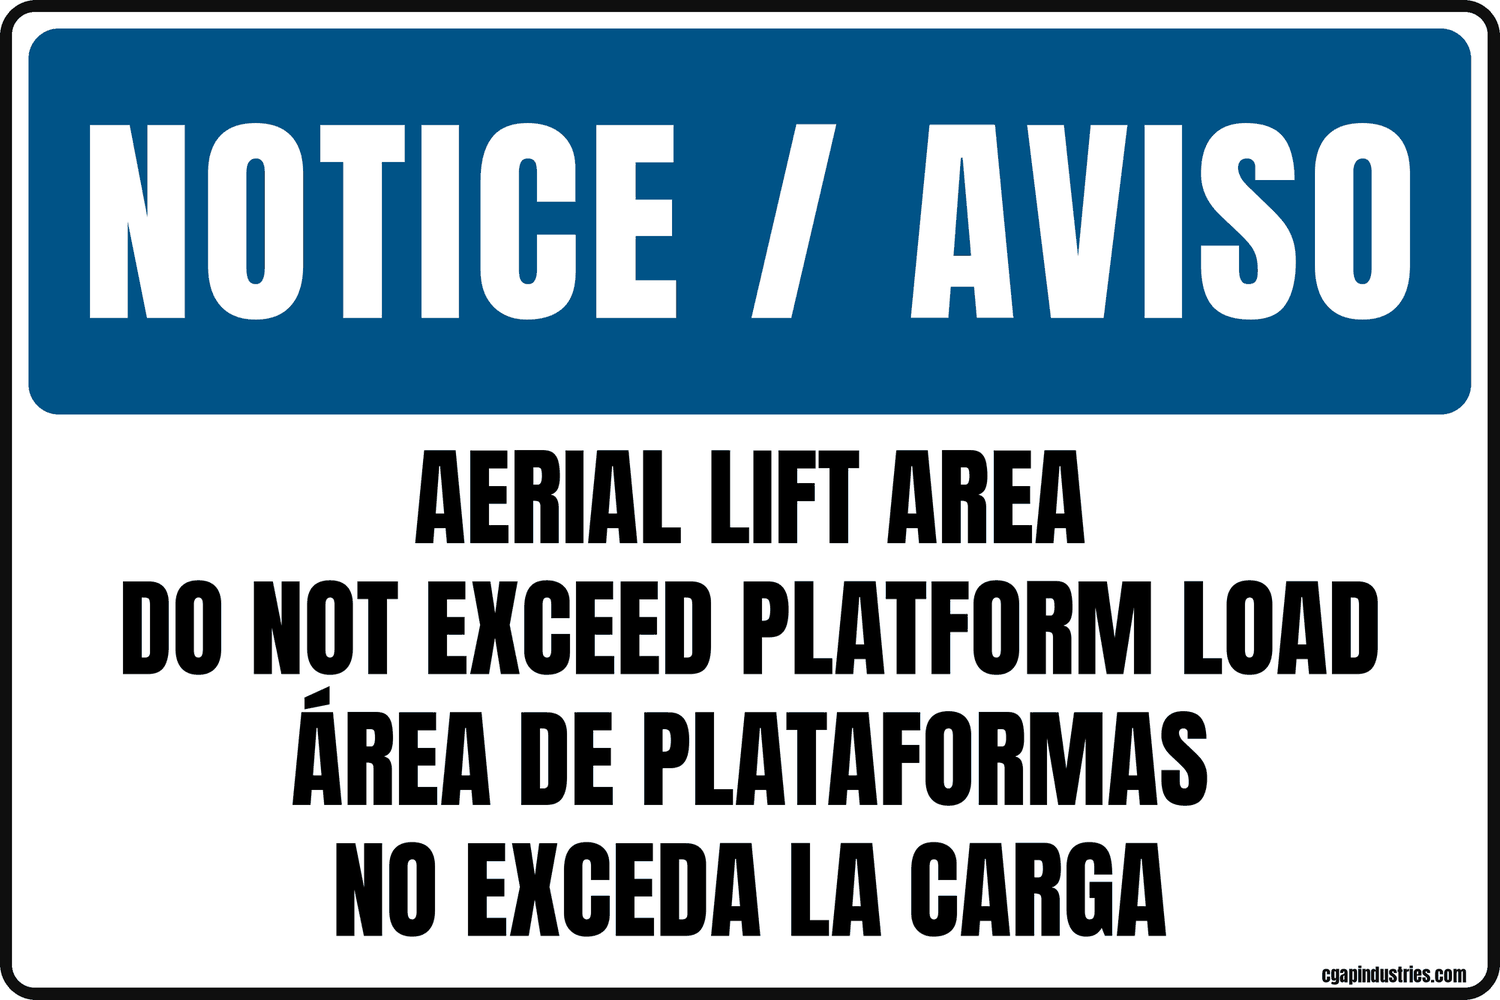 NOTICE / AVISO
AERIAL LIFT AREA
DO NOT EXCEED PLATFORM LOAD
ÁREA DE PLATAFORMAS
NO EXCEDA LA CARGA
cgapindustries.com